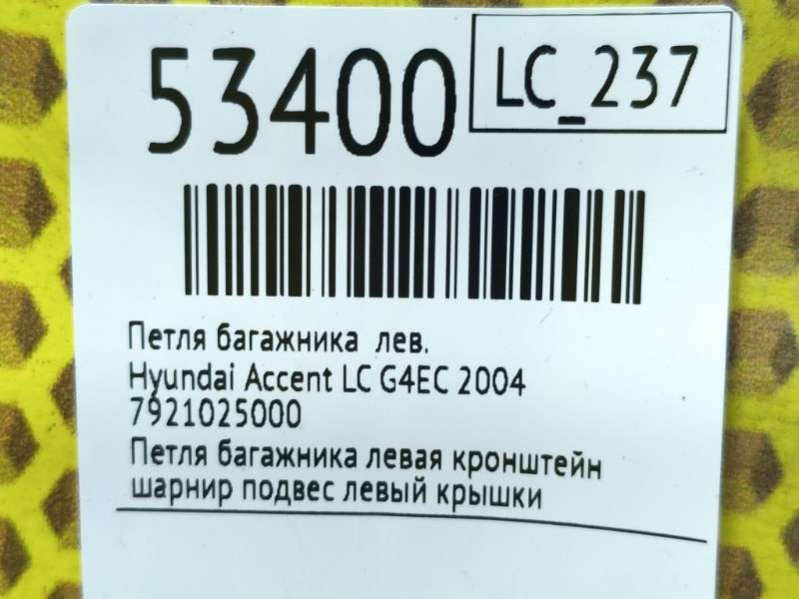 53400
LC_237
Петля багажника лев.
Hyundai Accent LC G4EC 2004
7921025000
Петля багажника левая кронштейн
шарнир подвес левый крышки